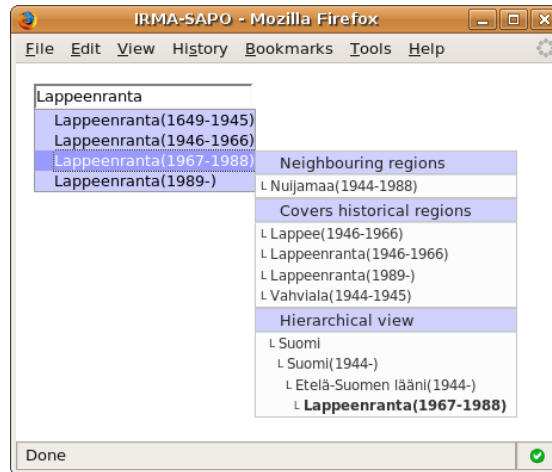 IRMA-SAPO - Mozilla Firefox
File Edit View History Bookmarks Tools Help
Lappeenranta
Lappeenranta(1649-1945)
Lappeenranta(1946-1966)
Lappeenranta(1967-1988)
Lappeenranta(1989-)
Neighbouring regions
L Nuijamaa(1944-1988)
Covers historical regions
L Lappee(1946-1966)
L Lappeenranta(1946-1966)
L Lappeenranta(1989-)
L Vahviala(1944-1945)
Hierarchical view
L Suomi
L Suomi(1944-)
L Etelä-Suomen lääni(1944-)
L Lappeenranta(1967-1988)
Done